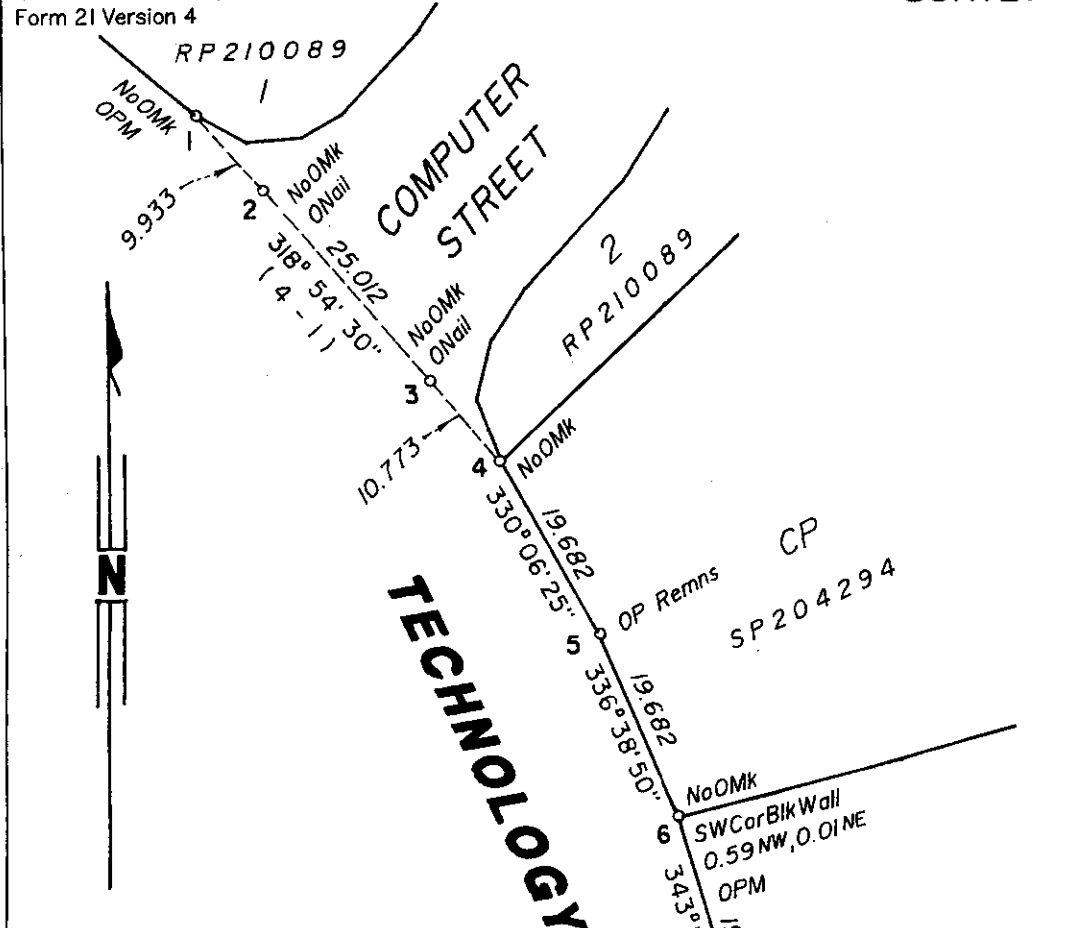 Form 21 Version 4
RP210089
1
NoOMk
OPM
1
9.933
2
NoOMk
ONail
COMPUTER
STREET
25.012
318° 54' 30"
(4 - 1)
NoOMk
ONail
3
2
RP210089
10.773
4
NoOMk
330°06'25"
19.682
CP
SP204294
OP Remns
5
N
TECHNOLOGY
336°38'50"
19.682
NoOMk
6
SWCorBlkWall
0.59 NW, 0.01 NE
OPM
343°